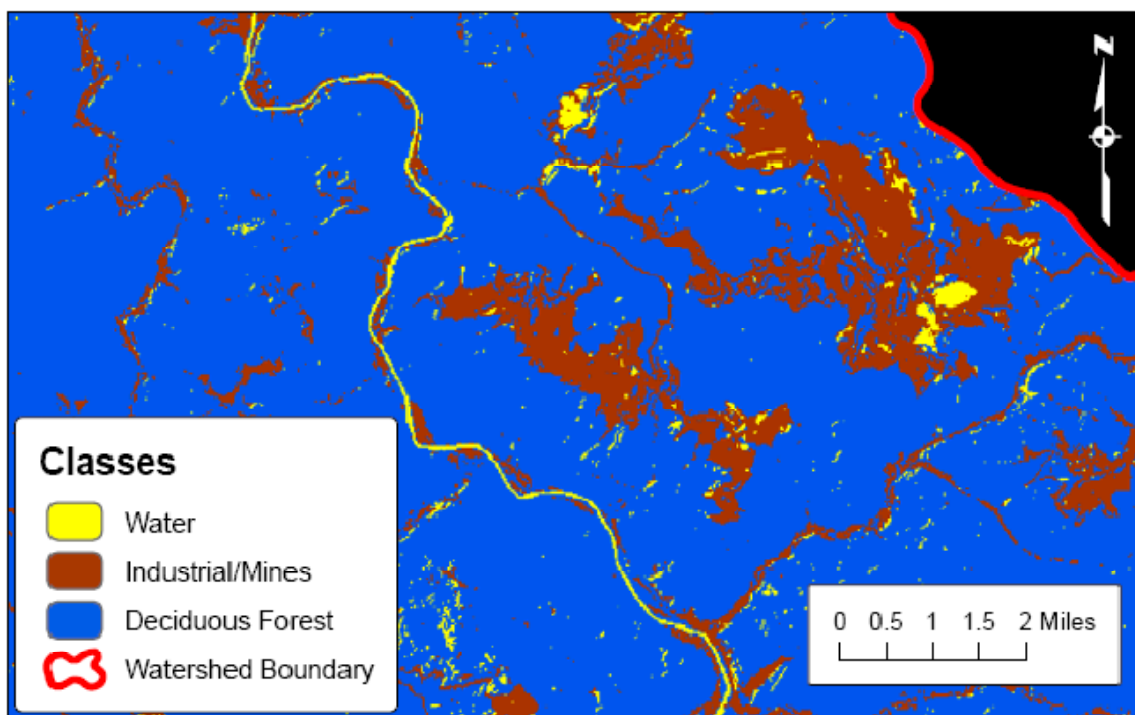 N
Classes
Water
Industrial/Mines
Deciduous Forest
Watershed Boundary
0 0.5 1 1.5 2 Miles